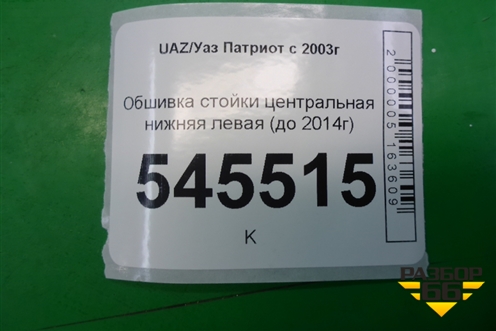 UAZ/Уаз Патриот с 2003г
Обшивка стойки центральная
нижняя левая (до 2014г)
545515
К
2000005163609
РАЗБОР
66